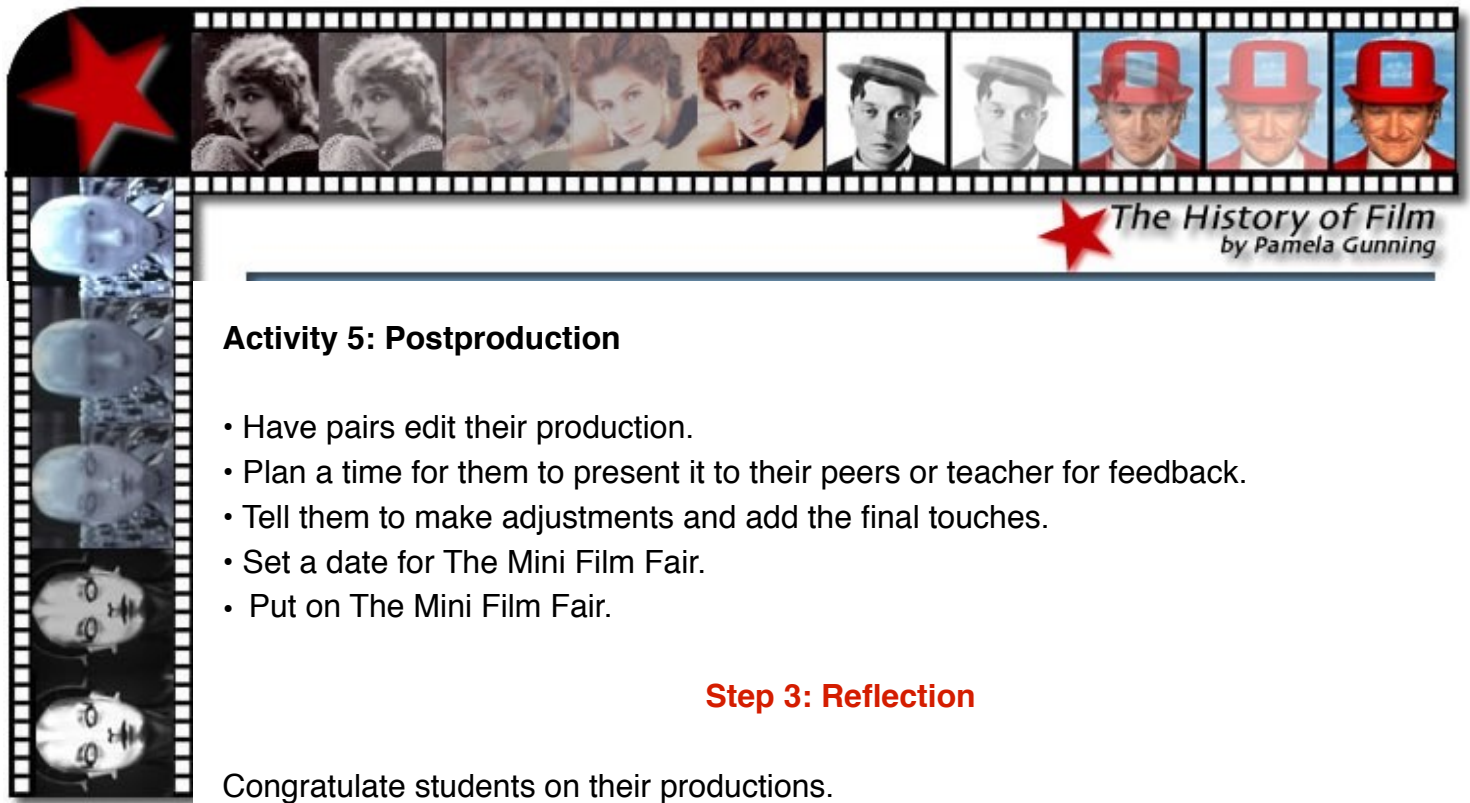 The History of Film
by Pamela Gunning
Activity 5: Postproduction
• Have pairs edit their production.
• Plan a time for them to present it to their peers or teacher for feedback.
• Tell them to make adjustments and add the final touches.
• Set a date for The Mini Film Fair.
• Put on The Mini Film Fair.
Step 3: Reflection
Congratulate students on their productions.